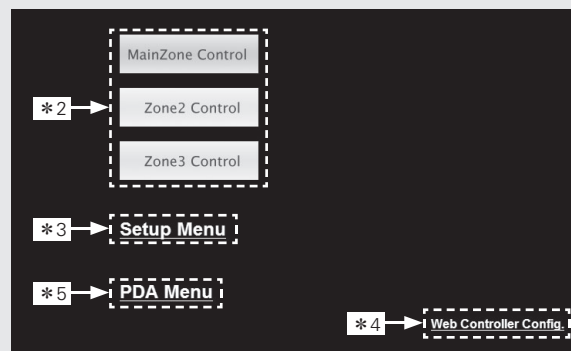 MainZone Control
*2
Zone2 Control
Zone3 Control
*3
Setup Menu
*5
PDA Menu
*4
Web Controller Config.